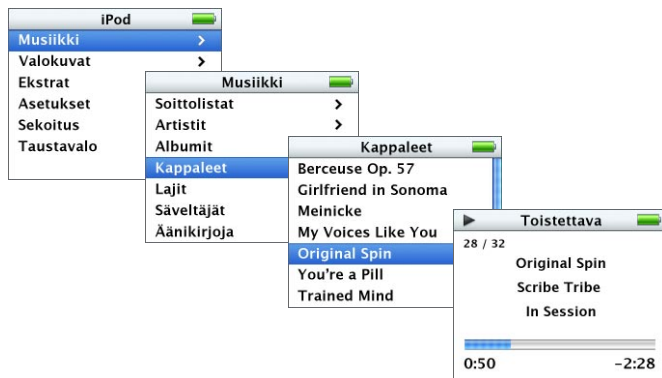 iPod
Musiikki
Valokuvat
Ekstrat
Asetukset
Sekoitus
Taustavalo
Musiikki
Soittolistat
Artistit
Albumit
Kappaleet
Lajit
Säveltäjät
Äänikirjoja
Kappaleet
Berceuse Op. 57
Girlfriend in Sonoma
Meinicke
My Voices Like You
Original Spin
You're a Pill
Trained Mind
Toistettava
28 / 32
Original Spin
Scribe Tribe
In Session
0:50 -2:28